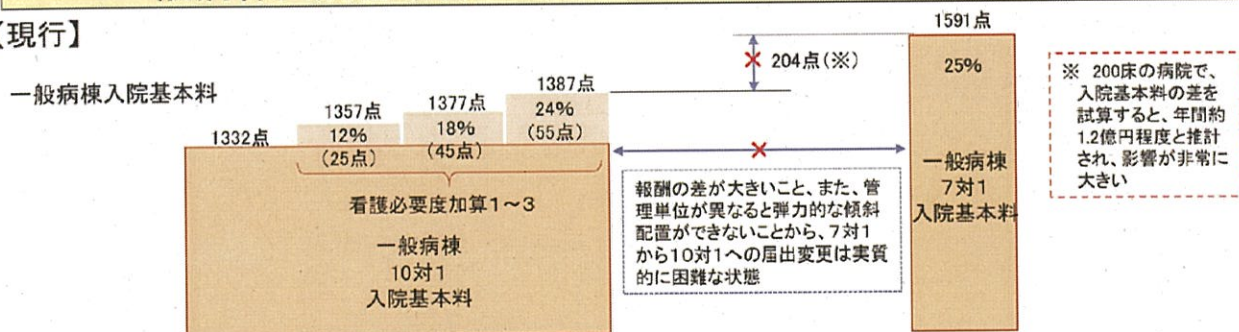 【現行】
一般病棟入院基本料
1332点
1357点
12%
(25点)
1377点
18%
(45点)
1387点
24%
(55点)
看護必要度加算1～3
一般病棟
10対1
入院基本料
204点(※)
報酬の差が大きいこと、また、管
理単位が異なると弾力的な傾斜
配置ができないことから、7対1
から10対1への届出変更は実質
的に困難な状態
1591点
25%
一般病棟
7対1
入院基本料
※ 200床の病院で、
入院基本料の差を
試算すると、年間約
1.2億円程度と推計
され、影響が非常に
大きい